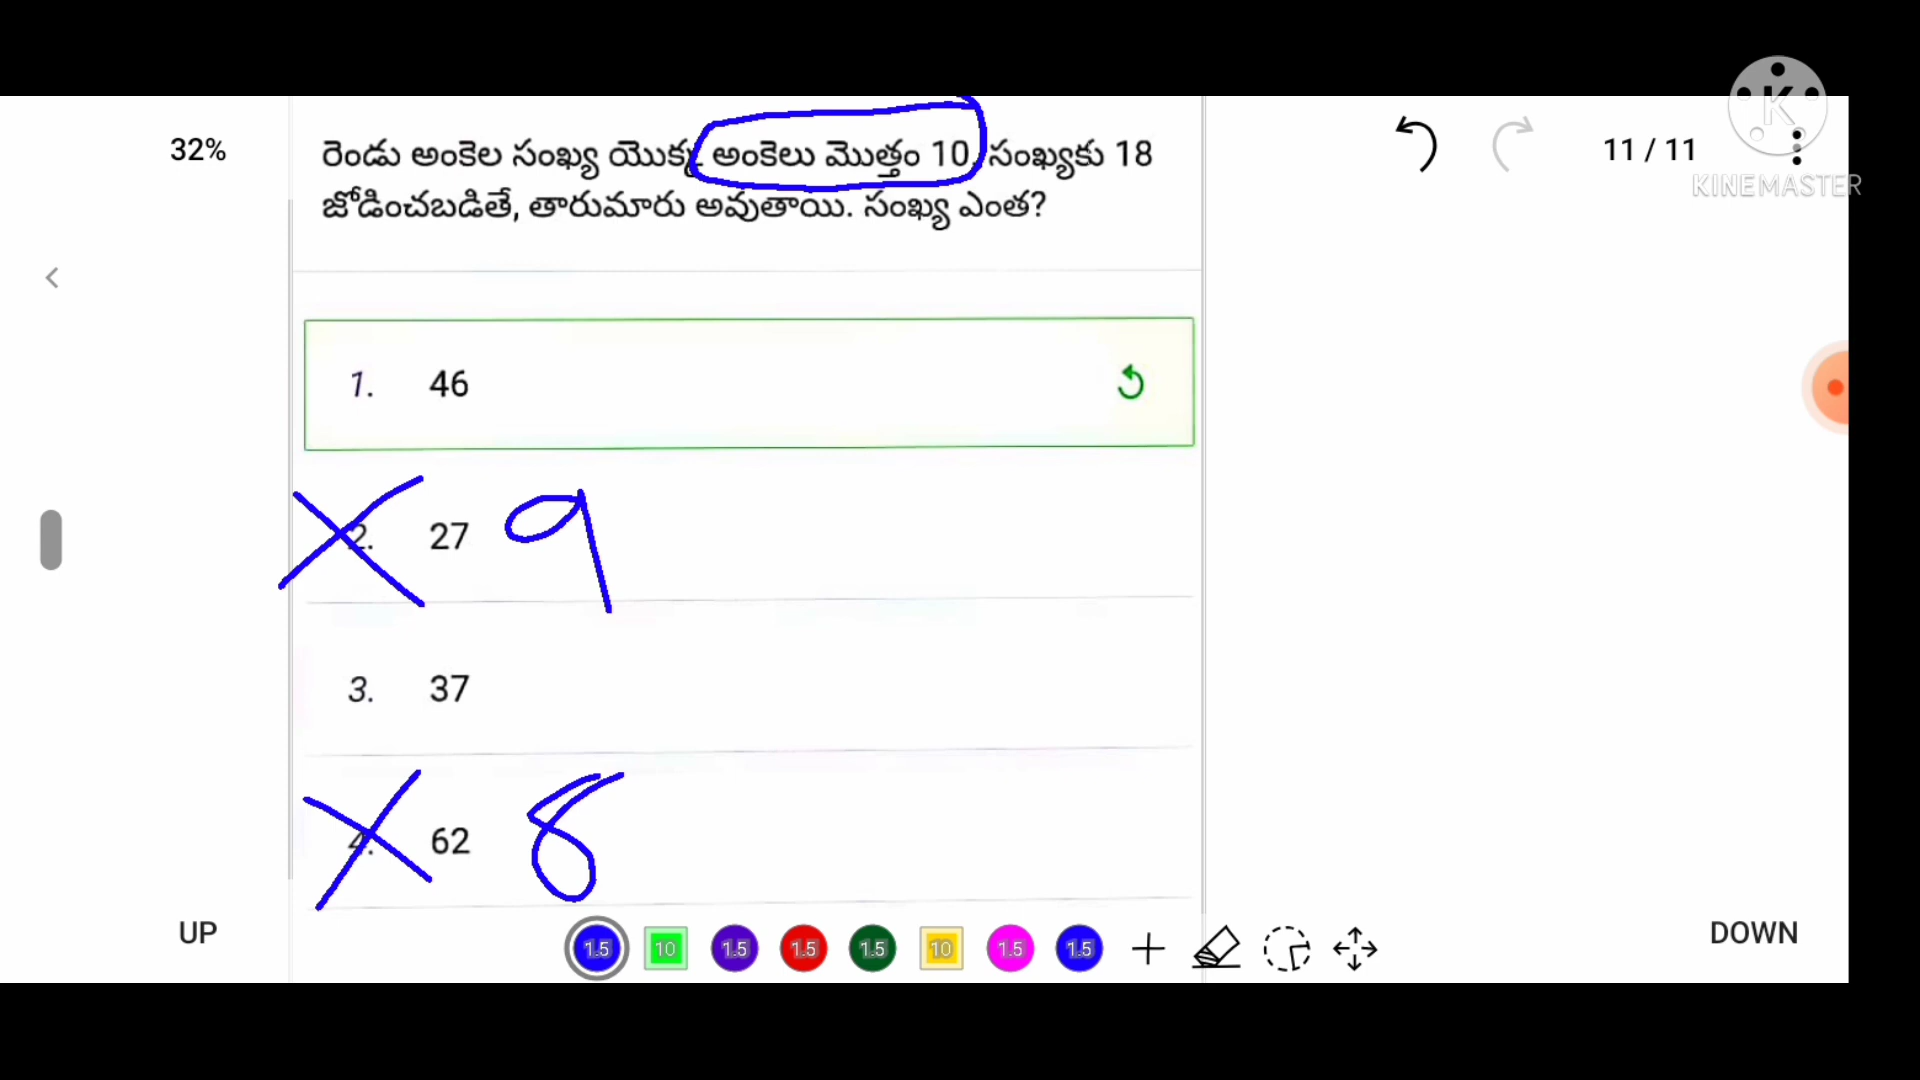 32%
రెండు అంకెల సంఖ్య యొక్క అంకెలు మొత్తం 10. సంఖ్యకు 18
జోడించబడితే, తారుమారు అవుతాయి. సంఖ్య ఎంత?
11 / 11
K
KINEMASTER
1. 46
2. 27 9
3. 37
4. 62 8
UP
1.5 10 1.5 1.5 1.5 10 1.5 1.5
DOWN